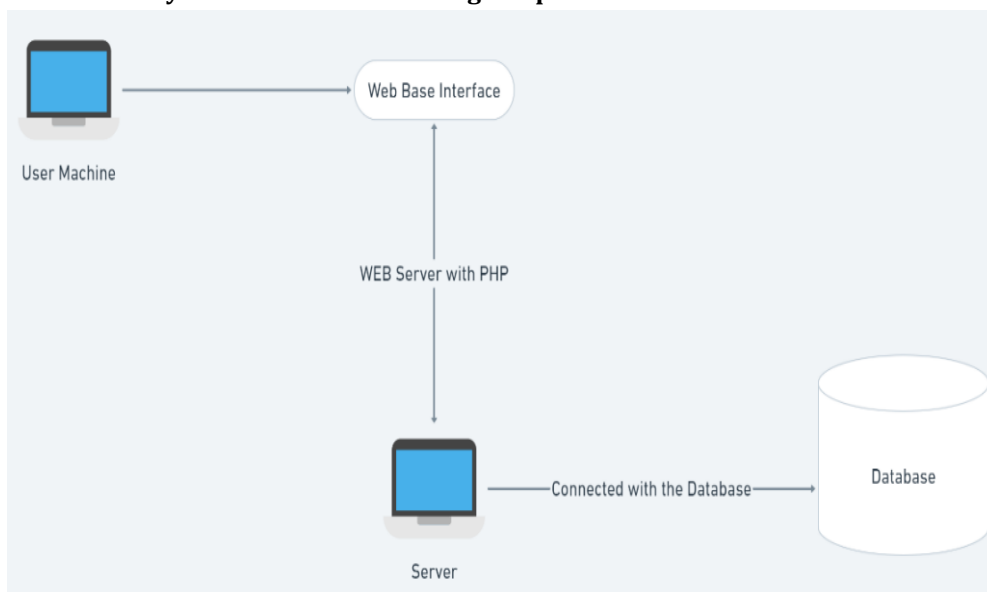 Web Base Interface
User Machine
WEB Server with PHP
Connected with the Database
Database
Server